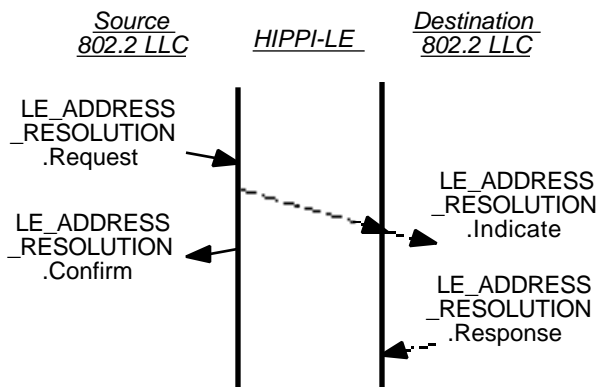 Source
802.2 LLC
HIPPI-LE
Destination
802.2 LLC
LE_ADDRESS
_RESOLUTION
.Request
LE_ADDRESS
_RESOLUTION
.Indicate
LE_ADDRESS
_RESOLUTION
.Confirm
LE_ADDRESS
_RESOLUTION
.Response